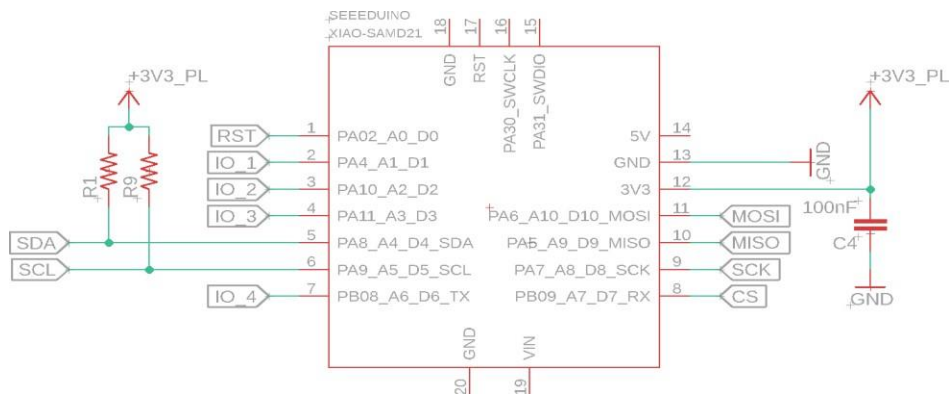 SEEEDUINO
XIAO-SAMD21
18
17
16
15
GND
RST
PA30_SWCLK
PA31_SWDIO
+3V3_PL
+3V3_PL
R1
R9
RST
1
PA02_A0_D0
5V
14
IO_1
2
PA4_A1_D1
GND
13
GND
IO_2
3
PA10_A2_D2
3V3
12
IO_3
4
PA11_A3_D3
PA6_A10_D10_MOSI
11
MOSI
100nF
SDA
5
PA8_A4_D4_SDA
PA5_A9_D9_MISO
10
MISO
C4
SCL
6
PA9_A5_D5_SCL
PA7_A8_D8_SCK
9
SCK
IO_4
7
PB08_A6_D6_TX
PB09_A7_D7_RX
8
CS
GND
GND
VIN
20
19